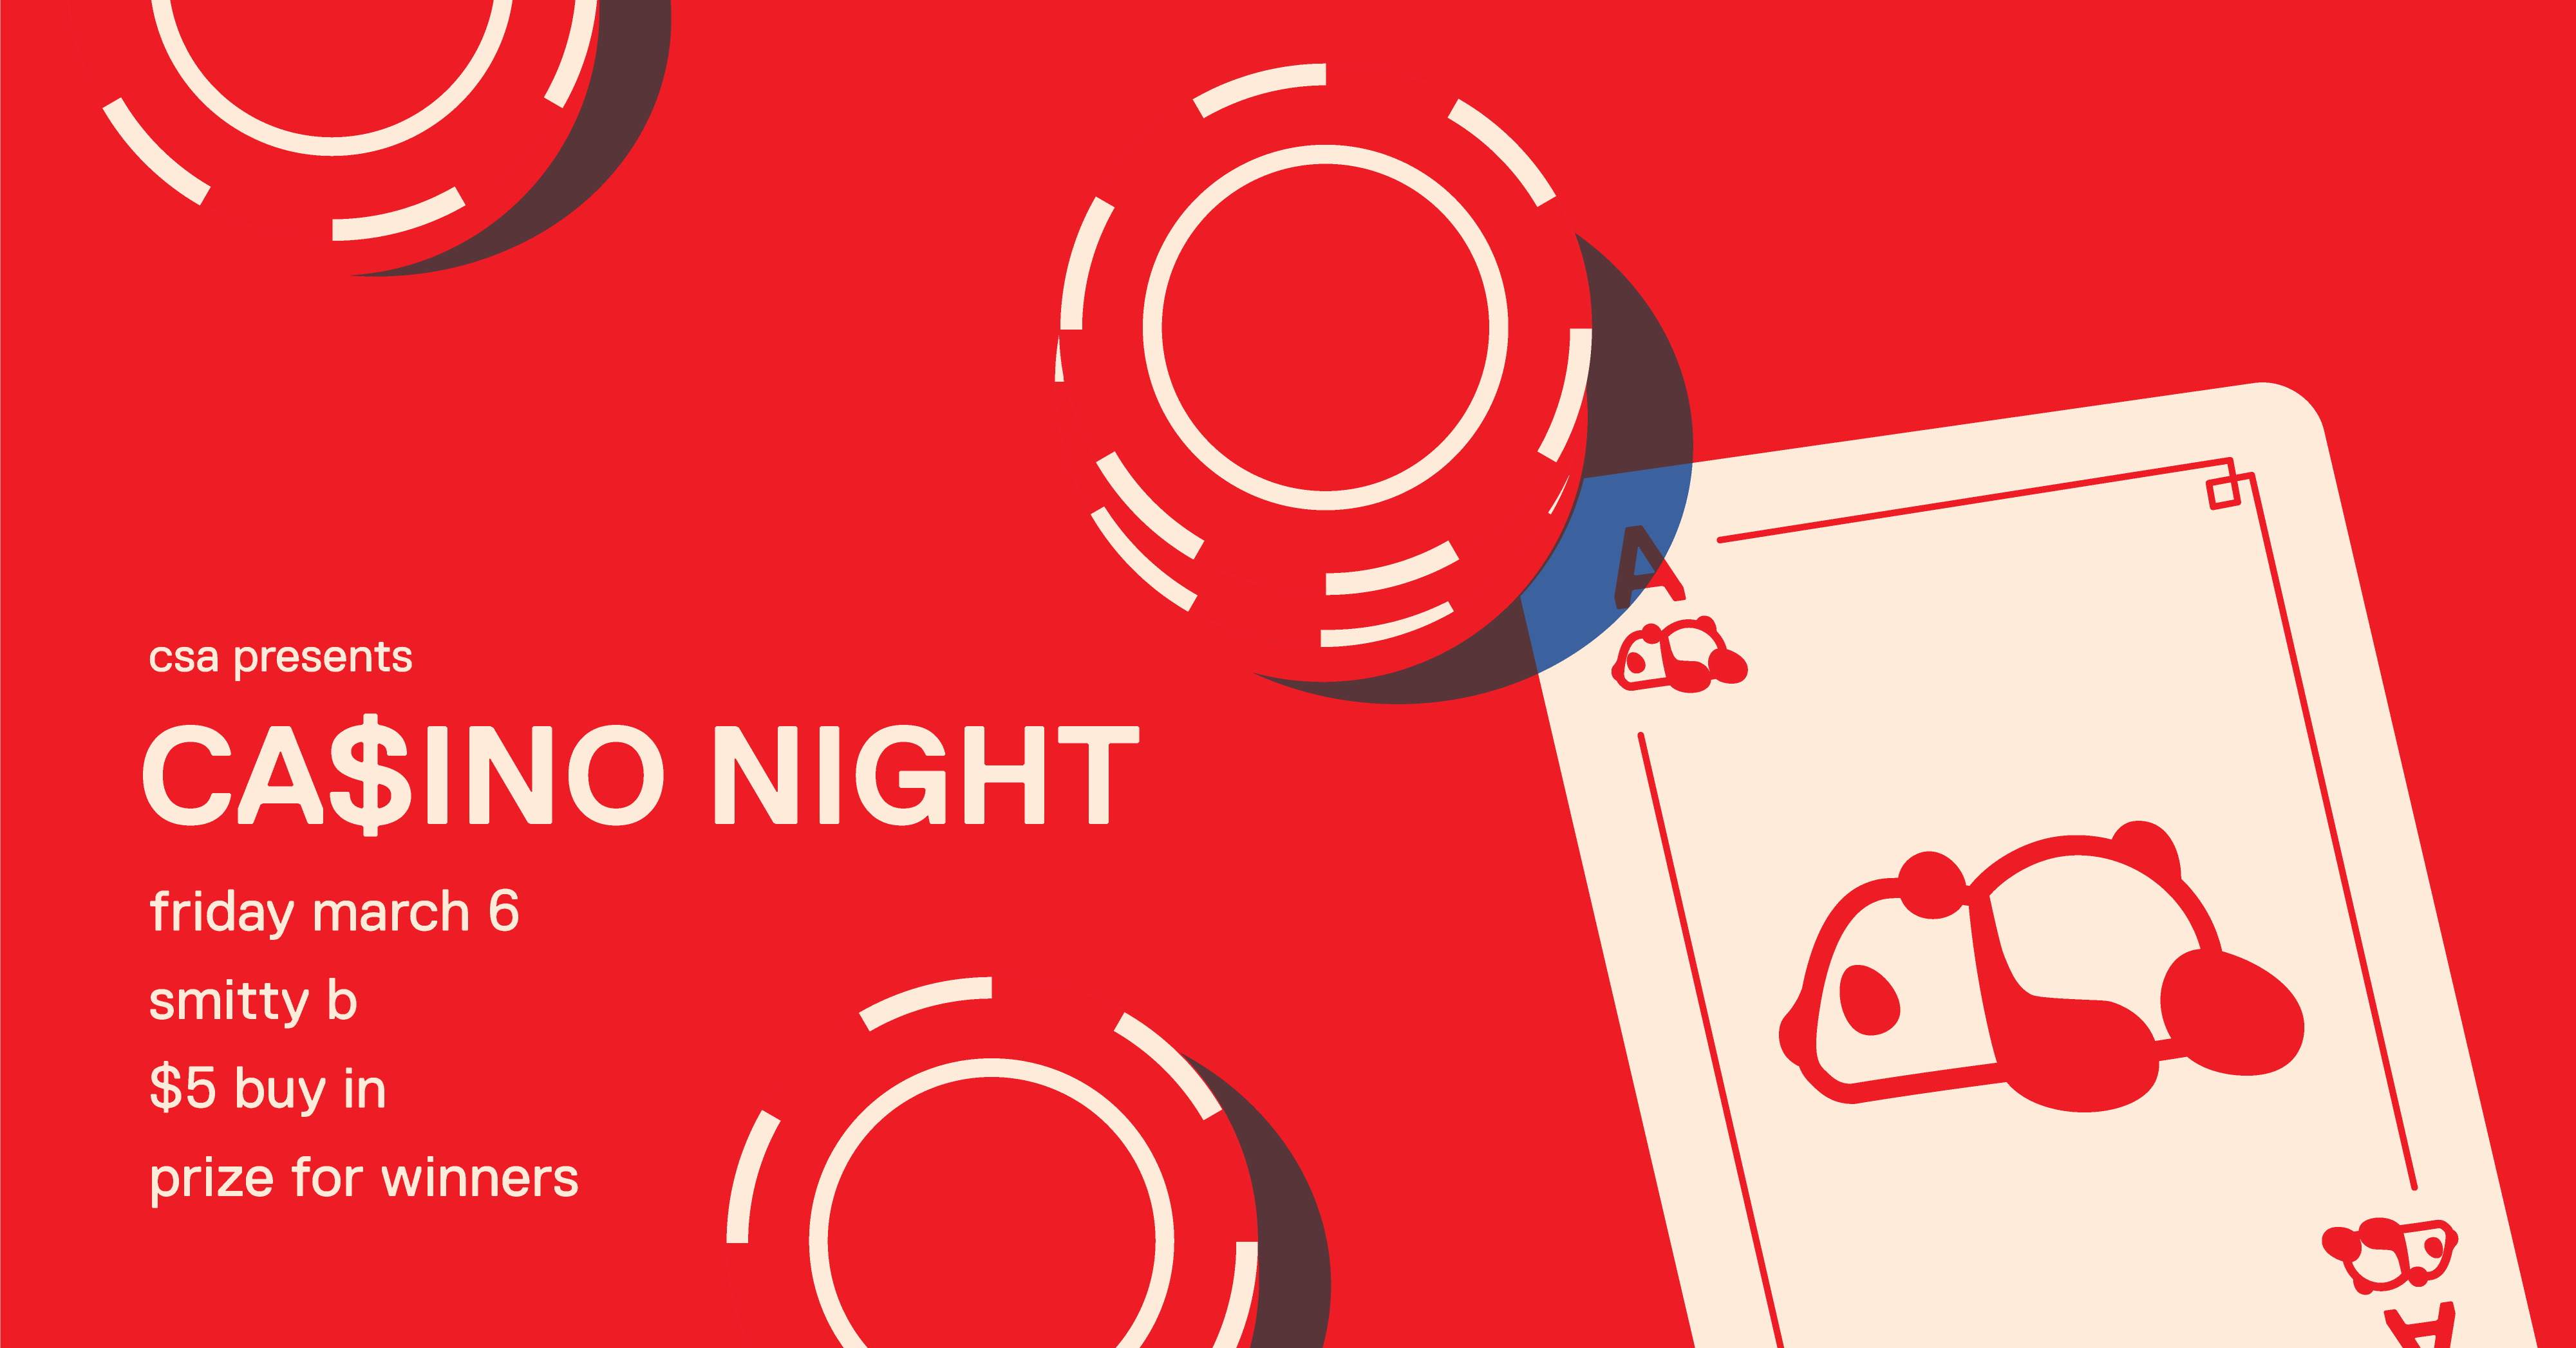 csa presents
CA$INO NIGHT
friday march 6
smitty b
$5 buy in
prize for winners
A
A